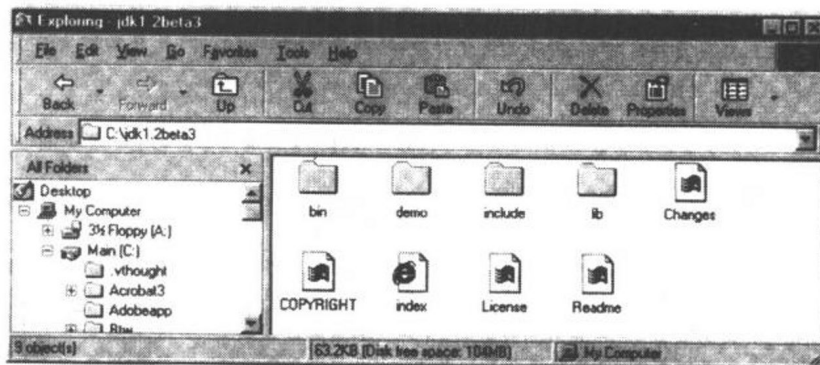 Exploring - jdk1.2beta3
File Edit View Go Favorites Tools Help
Back Forward Up Cut Copy Paste Undo Delete Properties Views
Address C:\jdk1.2beta3
All Folders
Desktop
My Computer
3½ Floppy (A:)
Main (C:)
.vthought
Acrobat3
Adobeapp
bin demo include lib Changes
COPYRIGHT index License Readme
9 object(s) 63.2KB (Disk free space: 104MB) My Computer